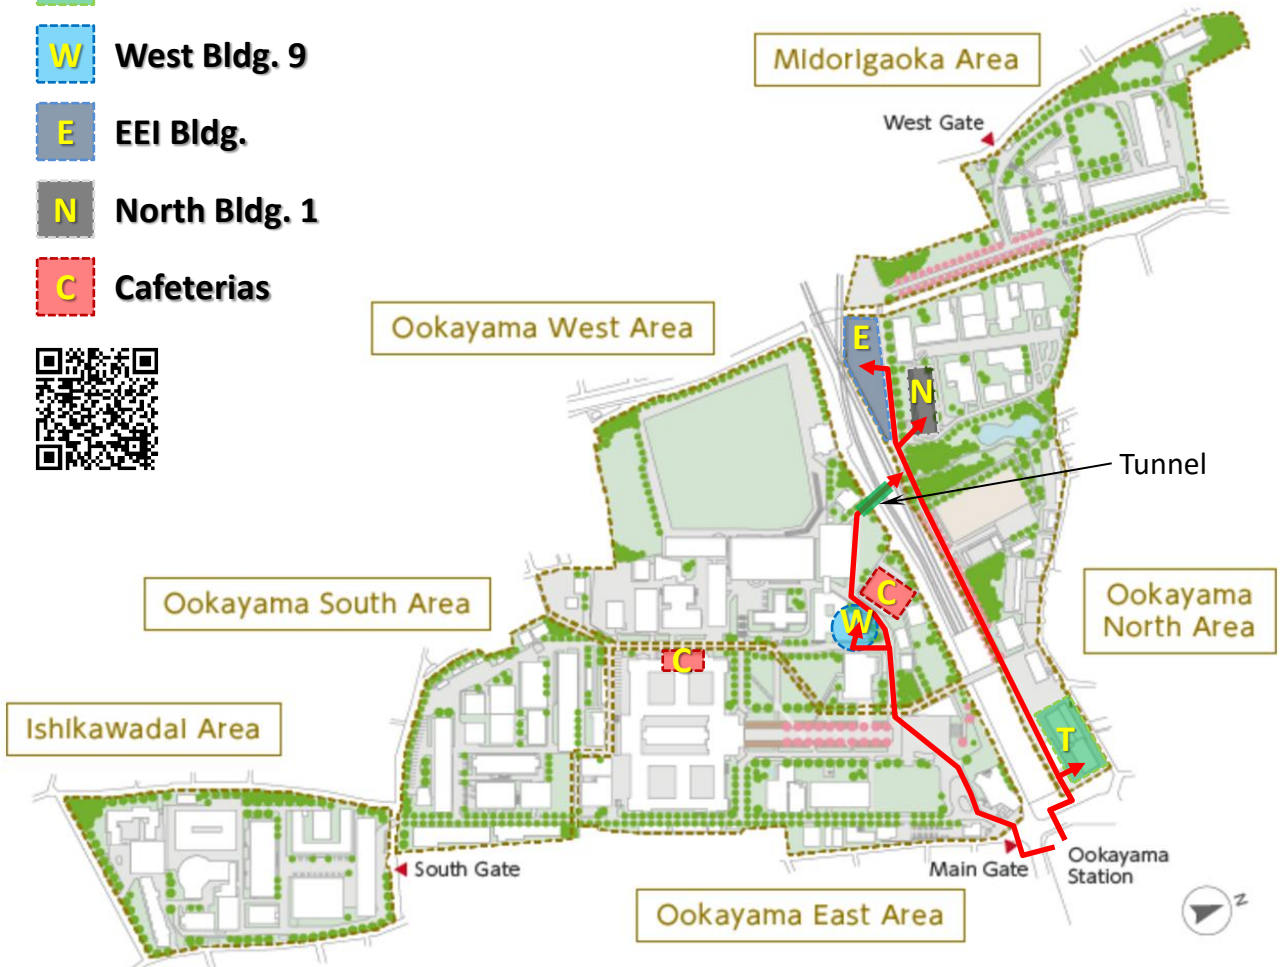 W West Bldg. 9
E EEI Bldg.
N North Bldg. 1
C Cafeterias
Midorigaoka Area
West Gate
Ookayama West Area
E
N
Tunnel
Ookayama South Area
C
W
C
Ookayama
North Area
Ishikawadai Area
T
South Gate
Main Gate
Ookayama
Station
Ookayama East Area
N